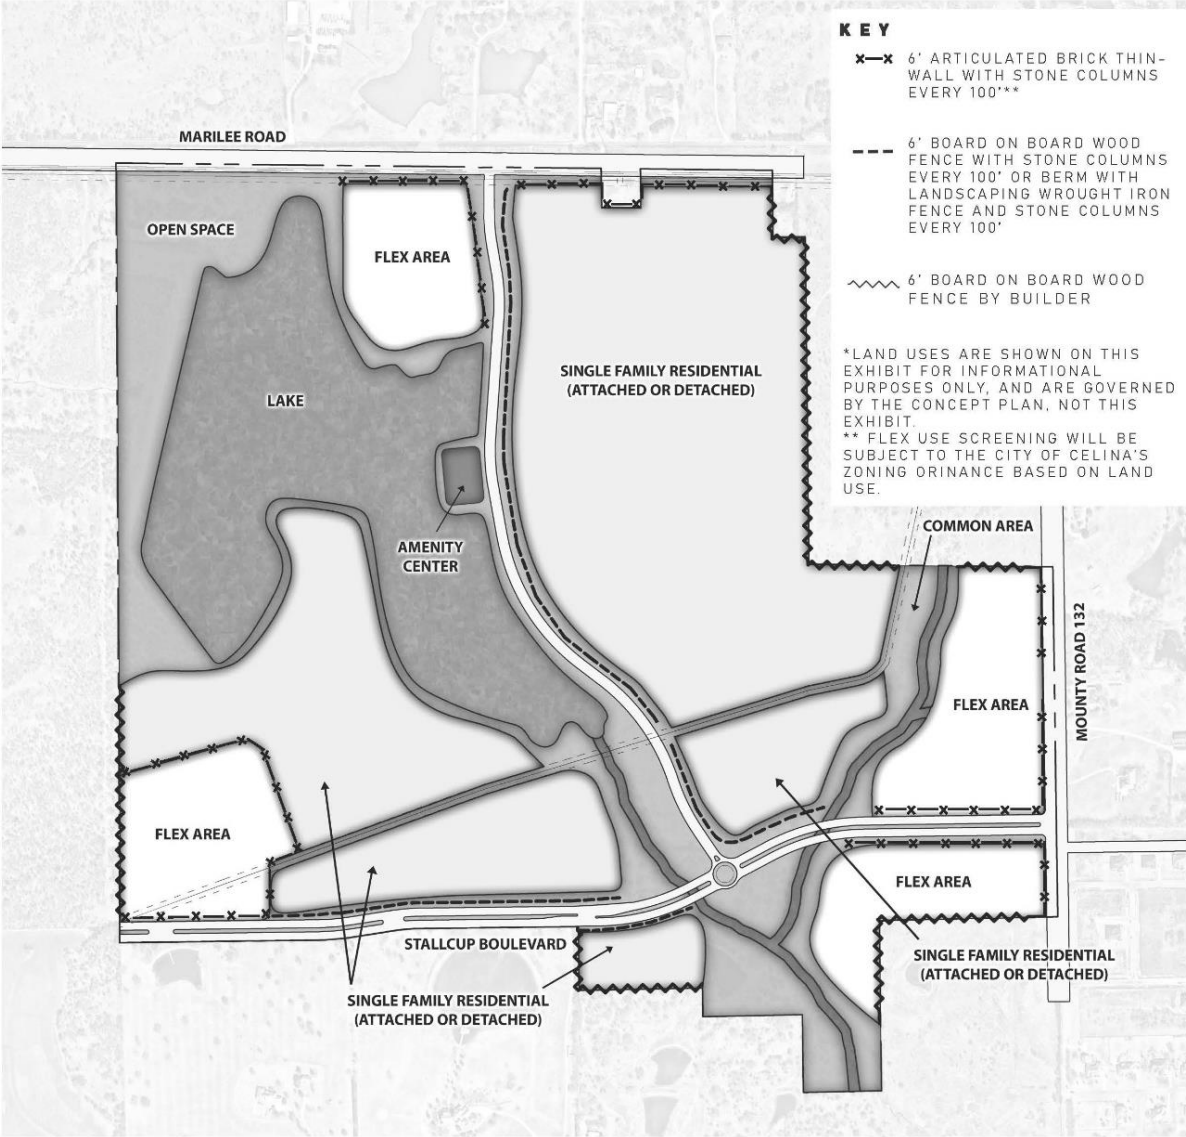 KEY
6' ARTICULATED BRICK THIN-
WALL WITH STONE COLUMNS
EVERY 100'**
6' BOARD ON BOARD WOOD
FENCE WITH STONE COLUMNS
EVERY 100' OR BERM WITH
LANDSCAPING WROUGHT IRON
FENCE AND STONE COLUMNS
EVERY 100'
6' BOARD ON BOARD WOOD
FENCE BY BUILDER
*LAND USES ARE SHOWN ON THIS
EXHIBIT FOR INFORMATIONAL
PURPOSES ONLY, AND ARE GOVERNED
BY THE CONCEPT PLAN, NOT THIS
EXHIBIT.
** FLEX USE SCREENING WILL BE
SUBJECT TO THE CITY OF CELINA'S
ZONING ORINANCE BASED ON LAND
USE.
MARILEE ROAD
OPEN SPACE
FLEX AREA
LAKE
SINGLE FAMILY RESIDENTIAL
(ATTACHED OR DETACHED)
AMENITY
CENTER
COMMON AREA
MOUNTY ROAD 132
FLEX AREA
FLEX AREA
FLEX AREA
STALLCUP BOULEVARD
SINGLE FAMILY RESIDENTIAL
(ATTACHED OR DETACHED)
SINGLE FAMILY RESIDENTIAL
(ATTACHED OR DETACHED)